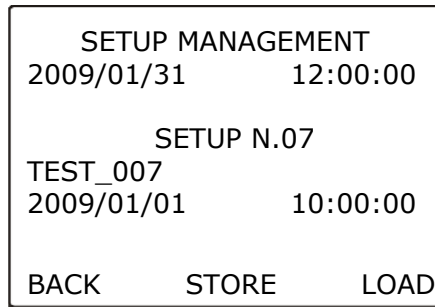 SETUP MANAGEMENT
2009/01/31 12:00:00
SETUP N.07
TEST_007
2009/01/01 10:00:00
BACK STORE LOAD